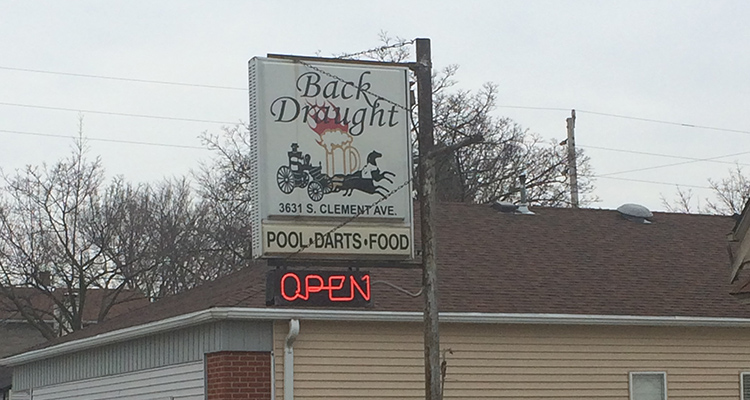 Back
Draught
3631 S. CLEMENT AVE.
POOL•DARTS•FOOD
OPEN